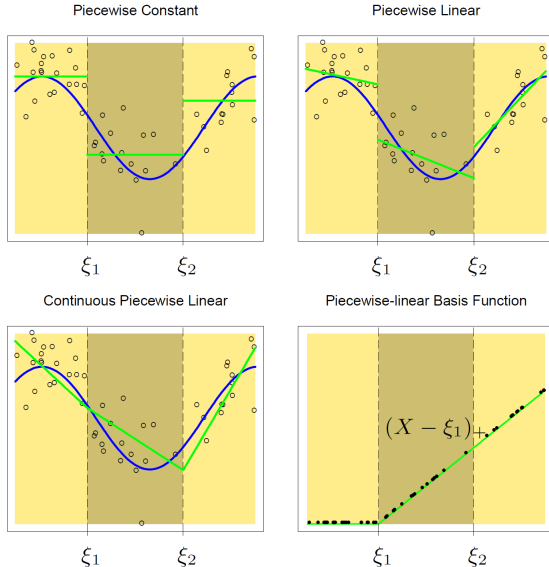 Piecewise Constant
Piecewise Linear
ξ1
ξ2
ξ1
ξ2
Continuous Piecewise Linear
Piecewise-linear Basis Function
(X − ξ1)+
ξ1
ξ2
ξ1
ξ2